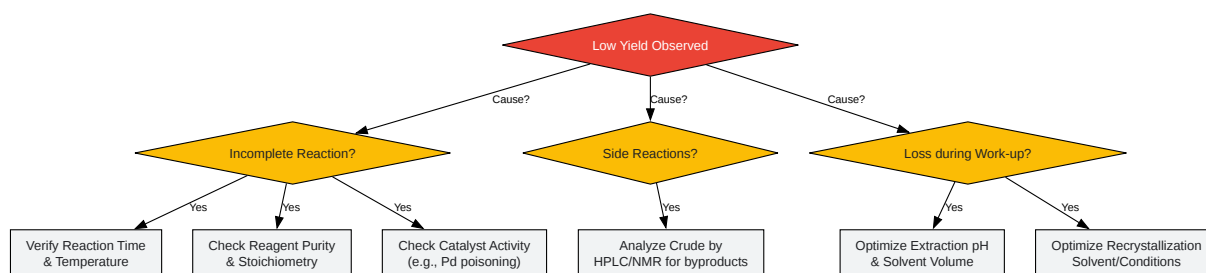 Low Yield Observed
Cause?
Cause?
Cause?
Incomplete Reaction?
Side Reactions?
Loss during Work-up?
Yes
Yes
Yes
Yes
Yes
Yes
Verify Reaction Time
& Temperature
Check Reagent Purity
& Stoichiometry
Check Catalyst Activity
(e.g., Pd poisoning)
Analyze Crude by
HPLC/NMR for byproducts
Optimize Extraction pH
& Solvent Volume
Optimize Recrystallization
Solvent/Conditions